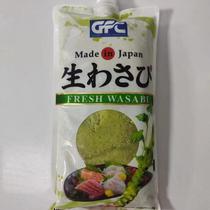 GFC
Made in Japan
生わさび
FRESH WASABI